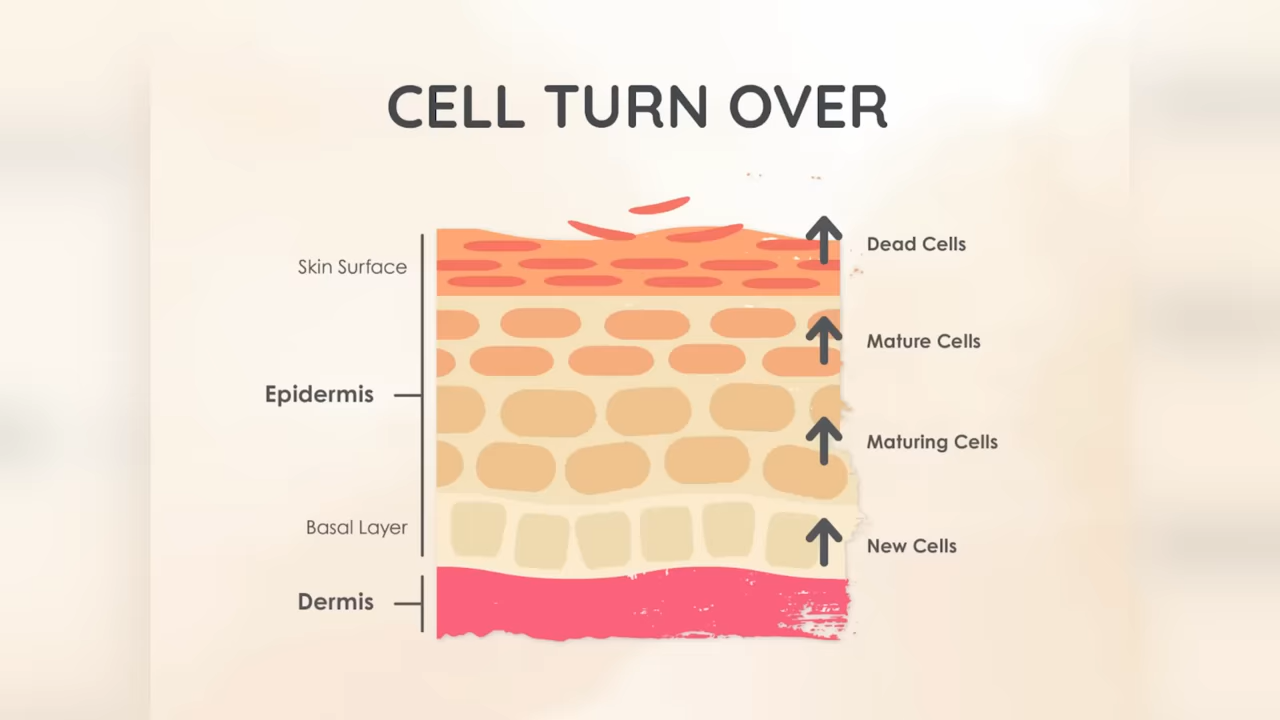 CELL TURN OVER
Skin Surface
Epidermis
Basal Layer
Dermis
Dead Cells
Mature Cells
Maturing Cells
New Cells